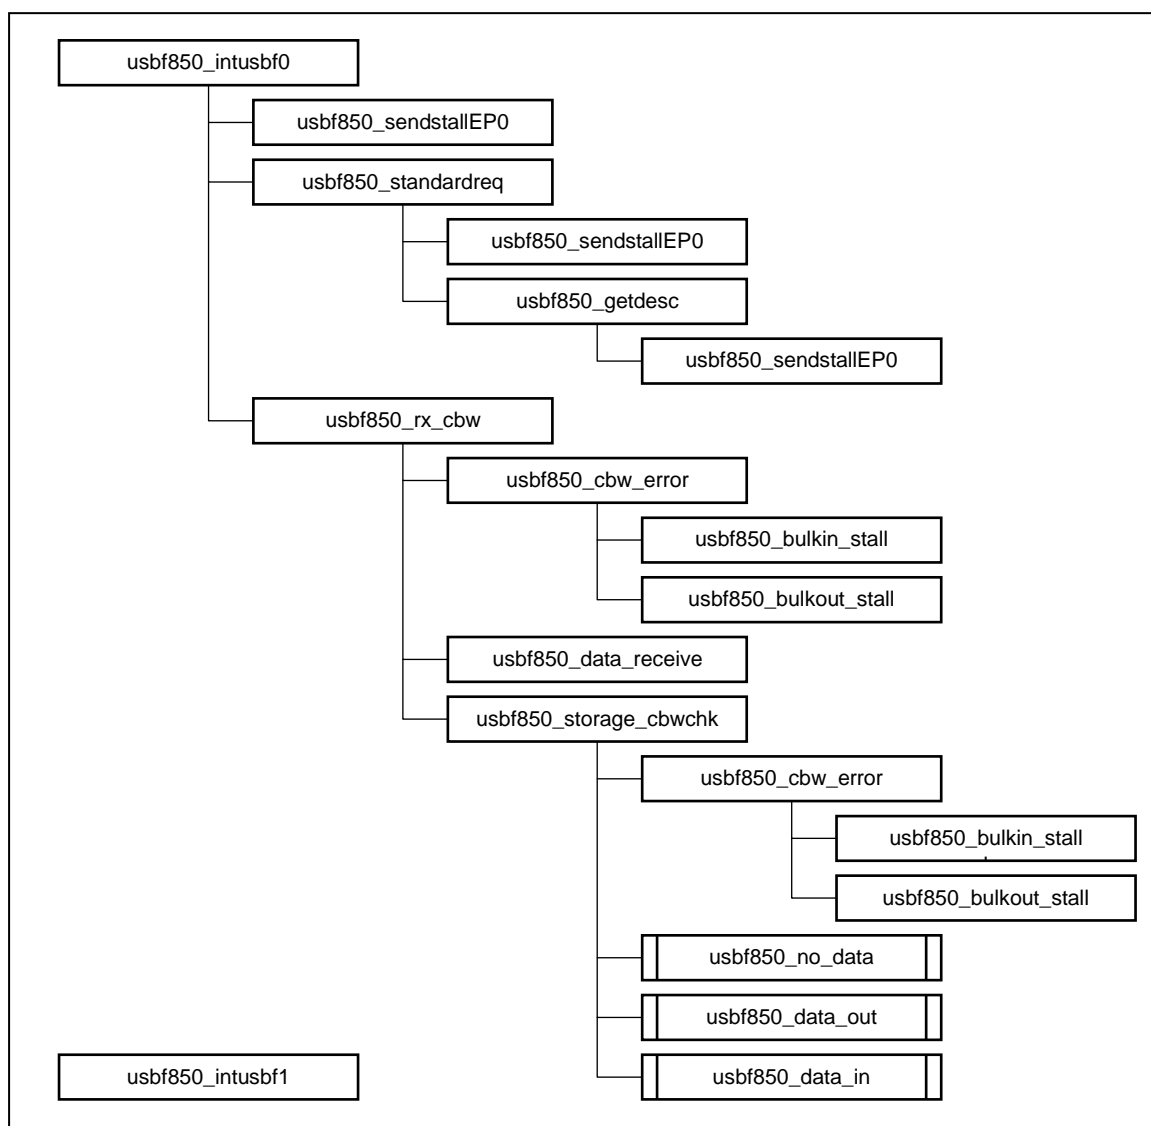 usbf850_intusbf0
usbf850_sendstallEP0
usbf850_standardreq
usbf850_sendstallEP0
usbf850_getdesc
usbf850_sendstallEP0
usbf850_rx_cbw
usbf850_cbw_error
usbf850_bulkin_stall
usbf850_bulkout_stall
usbf850_data_receive
usbf850_storage_cbwchk
usbf850_cbw_error
usbf850_bulkin_stall
usbf850_bulkout_stall
usbf850_no_data
usbf850_data_out
usbf850_data_in
usbf850_intusbf1